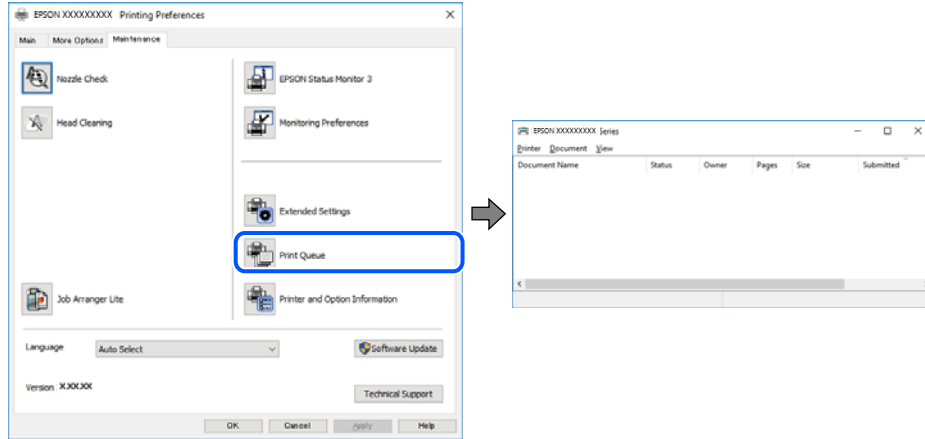 EPSON XXXXXXXXX Printing Preferences
Main More Options Maintenance
Nozzle Check
EPSON Status Monitor 3
Head Cleaning
Monitoring Preferences
Extended Settings
Print Queue
Job Arranger Lite
Printer and Option Information
Language Auto Select
Software Update
Version X.XX.XX
Technical Support
OK Cancel Apply Help
EPSON XXXXXXXXX Series
Printer Document View
Document Name Status Owner Pages Size Submitted